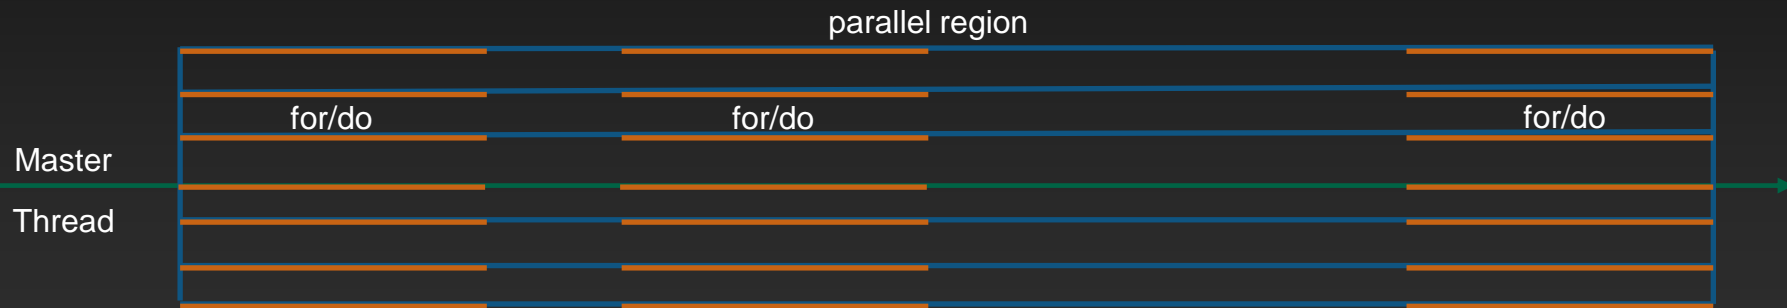 parallel region
for/do
for/do
for/do
Master
Thread